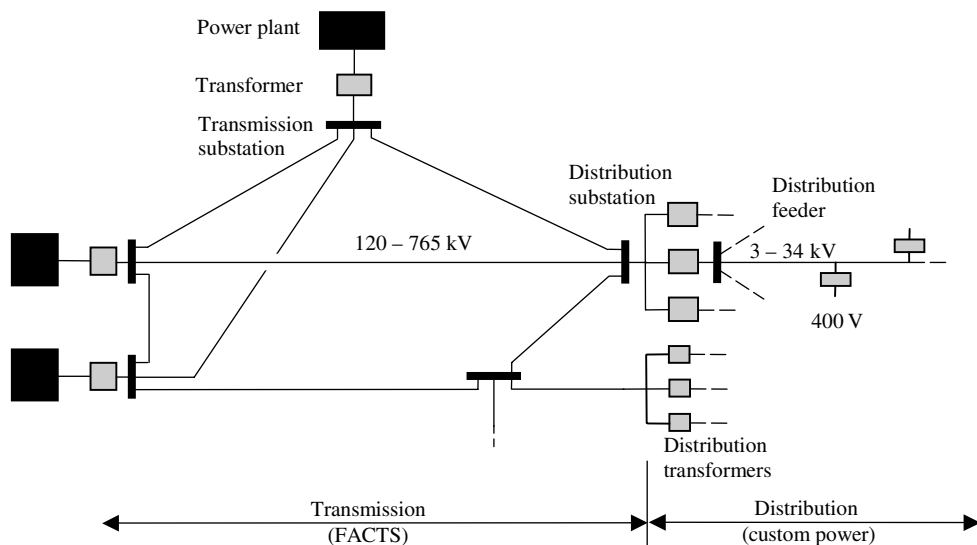 Power plant
Transformer
Transmission
substation
Distribution
substation
Distribution
feeder
120 – 765 kV
3 – 34 kV
400 V
Distribution
transformers
Transmission
(FACTS)
Distribution
(custom power)